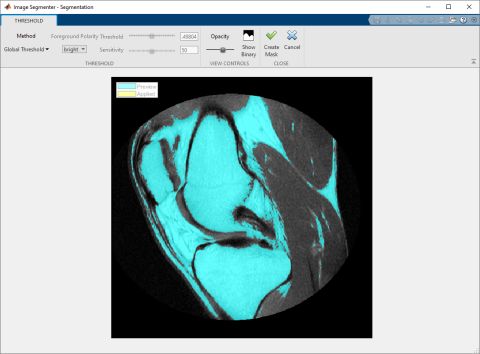 Image Segmenter - Segmentation
THRESHOLD
Method
Foreground Polarity
Threshold
.49804
Opacity
Global Threshold
bright
Sensitivity
50
Show Binary
Create Mask
Cancel
THRESHOLD
VIEW CONTROLS
CLOSE
Preview
Applied